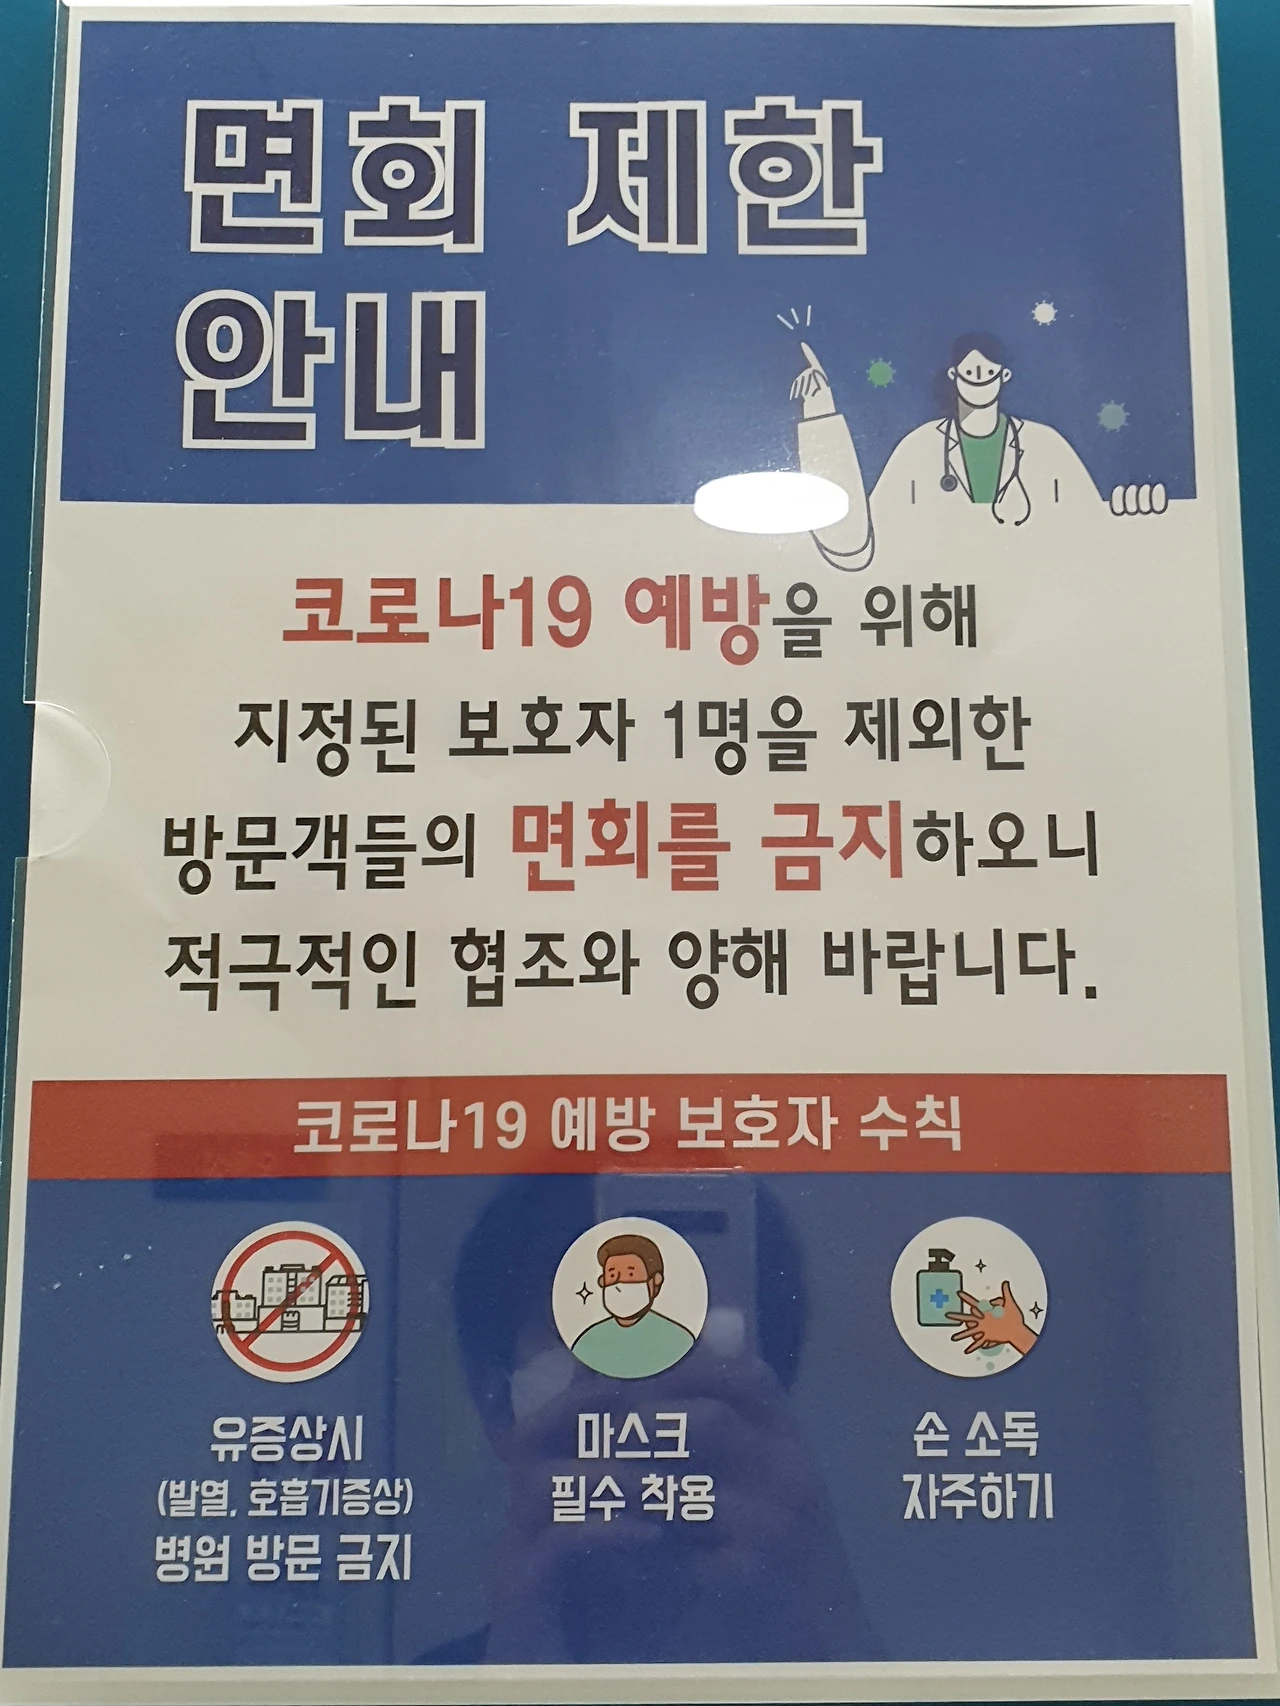 면회 제한
안내
코로나19 예방을 위해
지정된 보호자 1명을 제외한
방문객들의 면회를 금지하오니
적극적인 협조와 양해 바랍니다.
코로나19 예방 보호자 수칙
유증상시
(발열, 호흡기증상)
병원 방문 금지
마스크
필수 착용
손 소독
자주하기